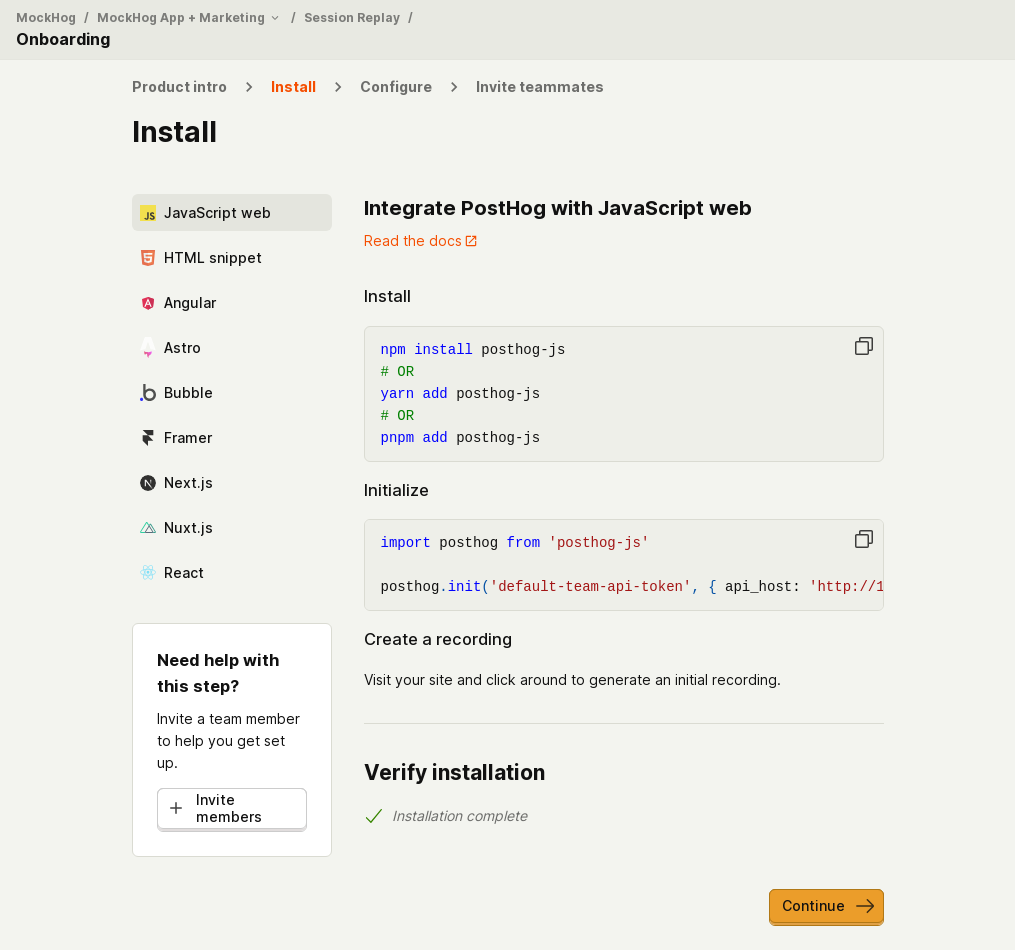 MockHog / MockHog App + Marketing / Session Replay /
Onboarding
Product intro > Install > Configure > Invite teammates
Install
JavaScript web
HTML snippet
Angular
Astro
Bubble
Framer
Next.js
Nuxt.js
React
Need help with
this step?
Invite a team member
to help you get set
up.
Invite
members
Integrate PostHog with JavaScript web
Read the docs
Install
npm install posthog-js
# OR
yarn add posthog-js
# OR
pnpm add posthog-js
Initialize
import posthog from 'posthog-js'
posthog.init('default-team-api-token', { api_host: 'http://1
Create a recording
Visit your site and click around to generate an initial recording.
Verify installation
Installation complete
Continue